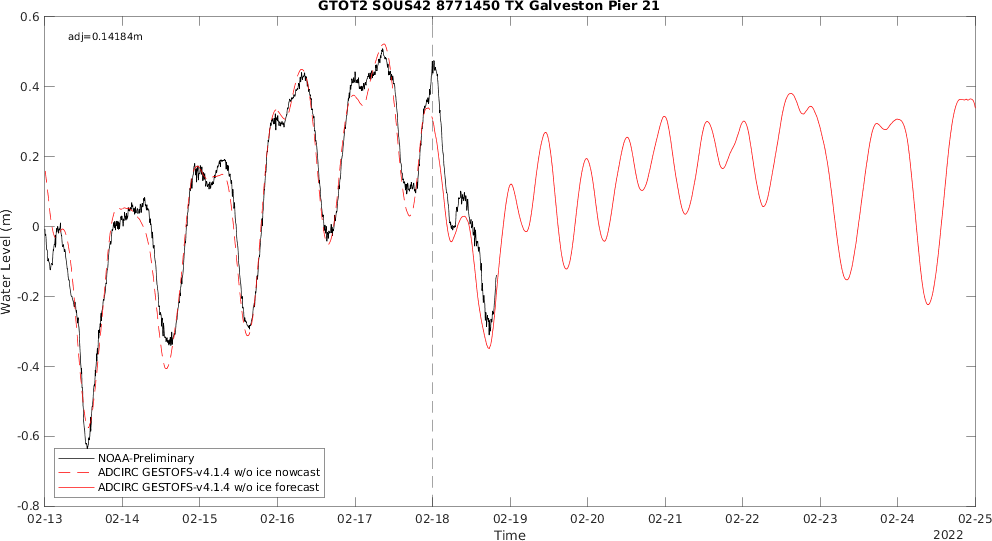 GTOT2 SOUS42 8771450 TX Galveston Pier 21
adj=0.14184m
0.6
0.4
0.2
0
-0.2
-0.4
-0.6
-0.8
Water Level (m)
NOAA-Preliminary
ADCIRC GESTOFS-v4.1.4 w/o ice nowcast
ADCIRC GESTOFS-v4.1.4 w/o ice forecast
02-13 02-14 02-15 02-16 02-17 02-18 02-19 02-20 02-21 02-22 02-23 02-24 02-25
Time
2022